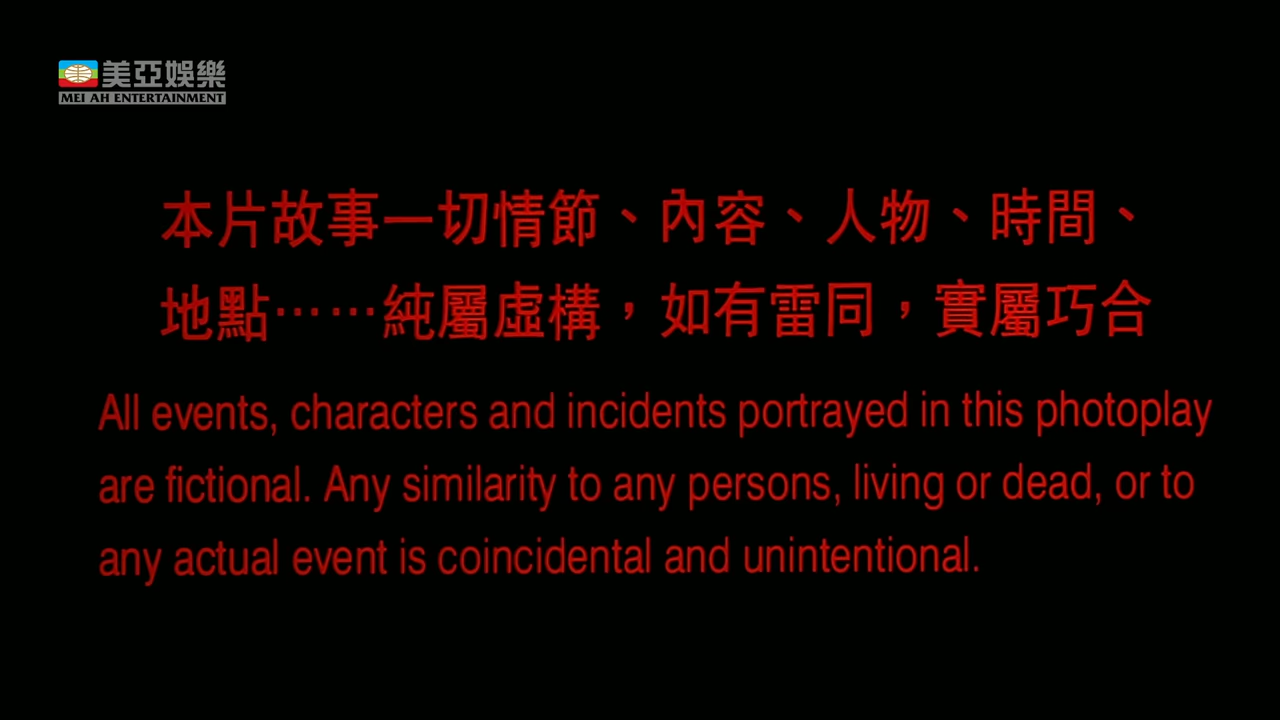 美亞娛樂
MEI AH ENTERTAINMENT
本片故事一切情節、內容、人物、時間、
地點……純屬虛構，如有雷同，實屬巧合
All events, characters and incidents portrayed in this photoplay
are fictional. Any similarity to any persons, living or dead, or to
any actual event is coincidental and unintentional.